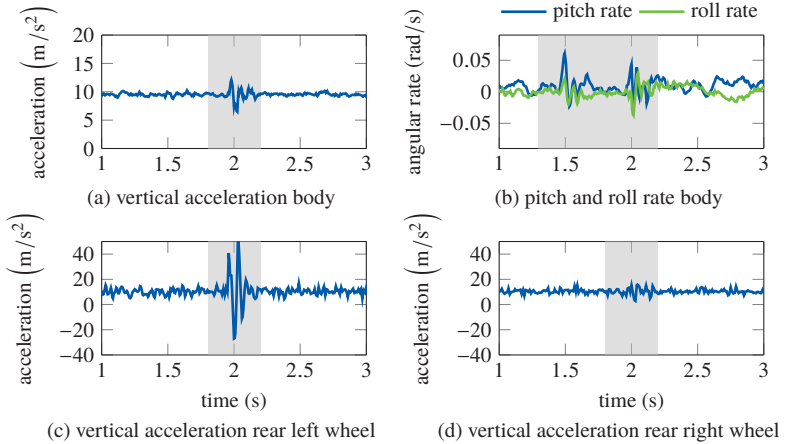 pitch rate roll rate
acceleration (m/s²)
20
15
10
5
0
1 1.5 2 2.5 3
(a) vertical acceleration body
angular rate (rad/s)
0.05
0
−0.05
1 1.5 2 2.5 3
(b) pitch and roll rate body
acceleration (m/s²)
40
20
0
−20
−40
1 1.5 2 2.5 3
time (s)
(c) vertical acceleration rear left wheel
acceleration (m/s²)
40
20
0
−20
−40
1 1.5 2 2.5 3
time (s)
(d) vertical acceleration rear right wheel